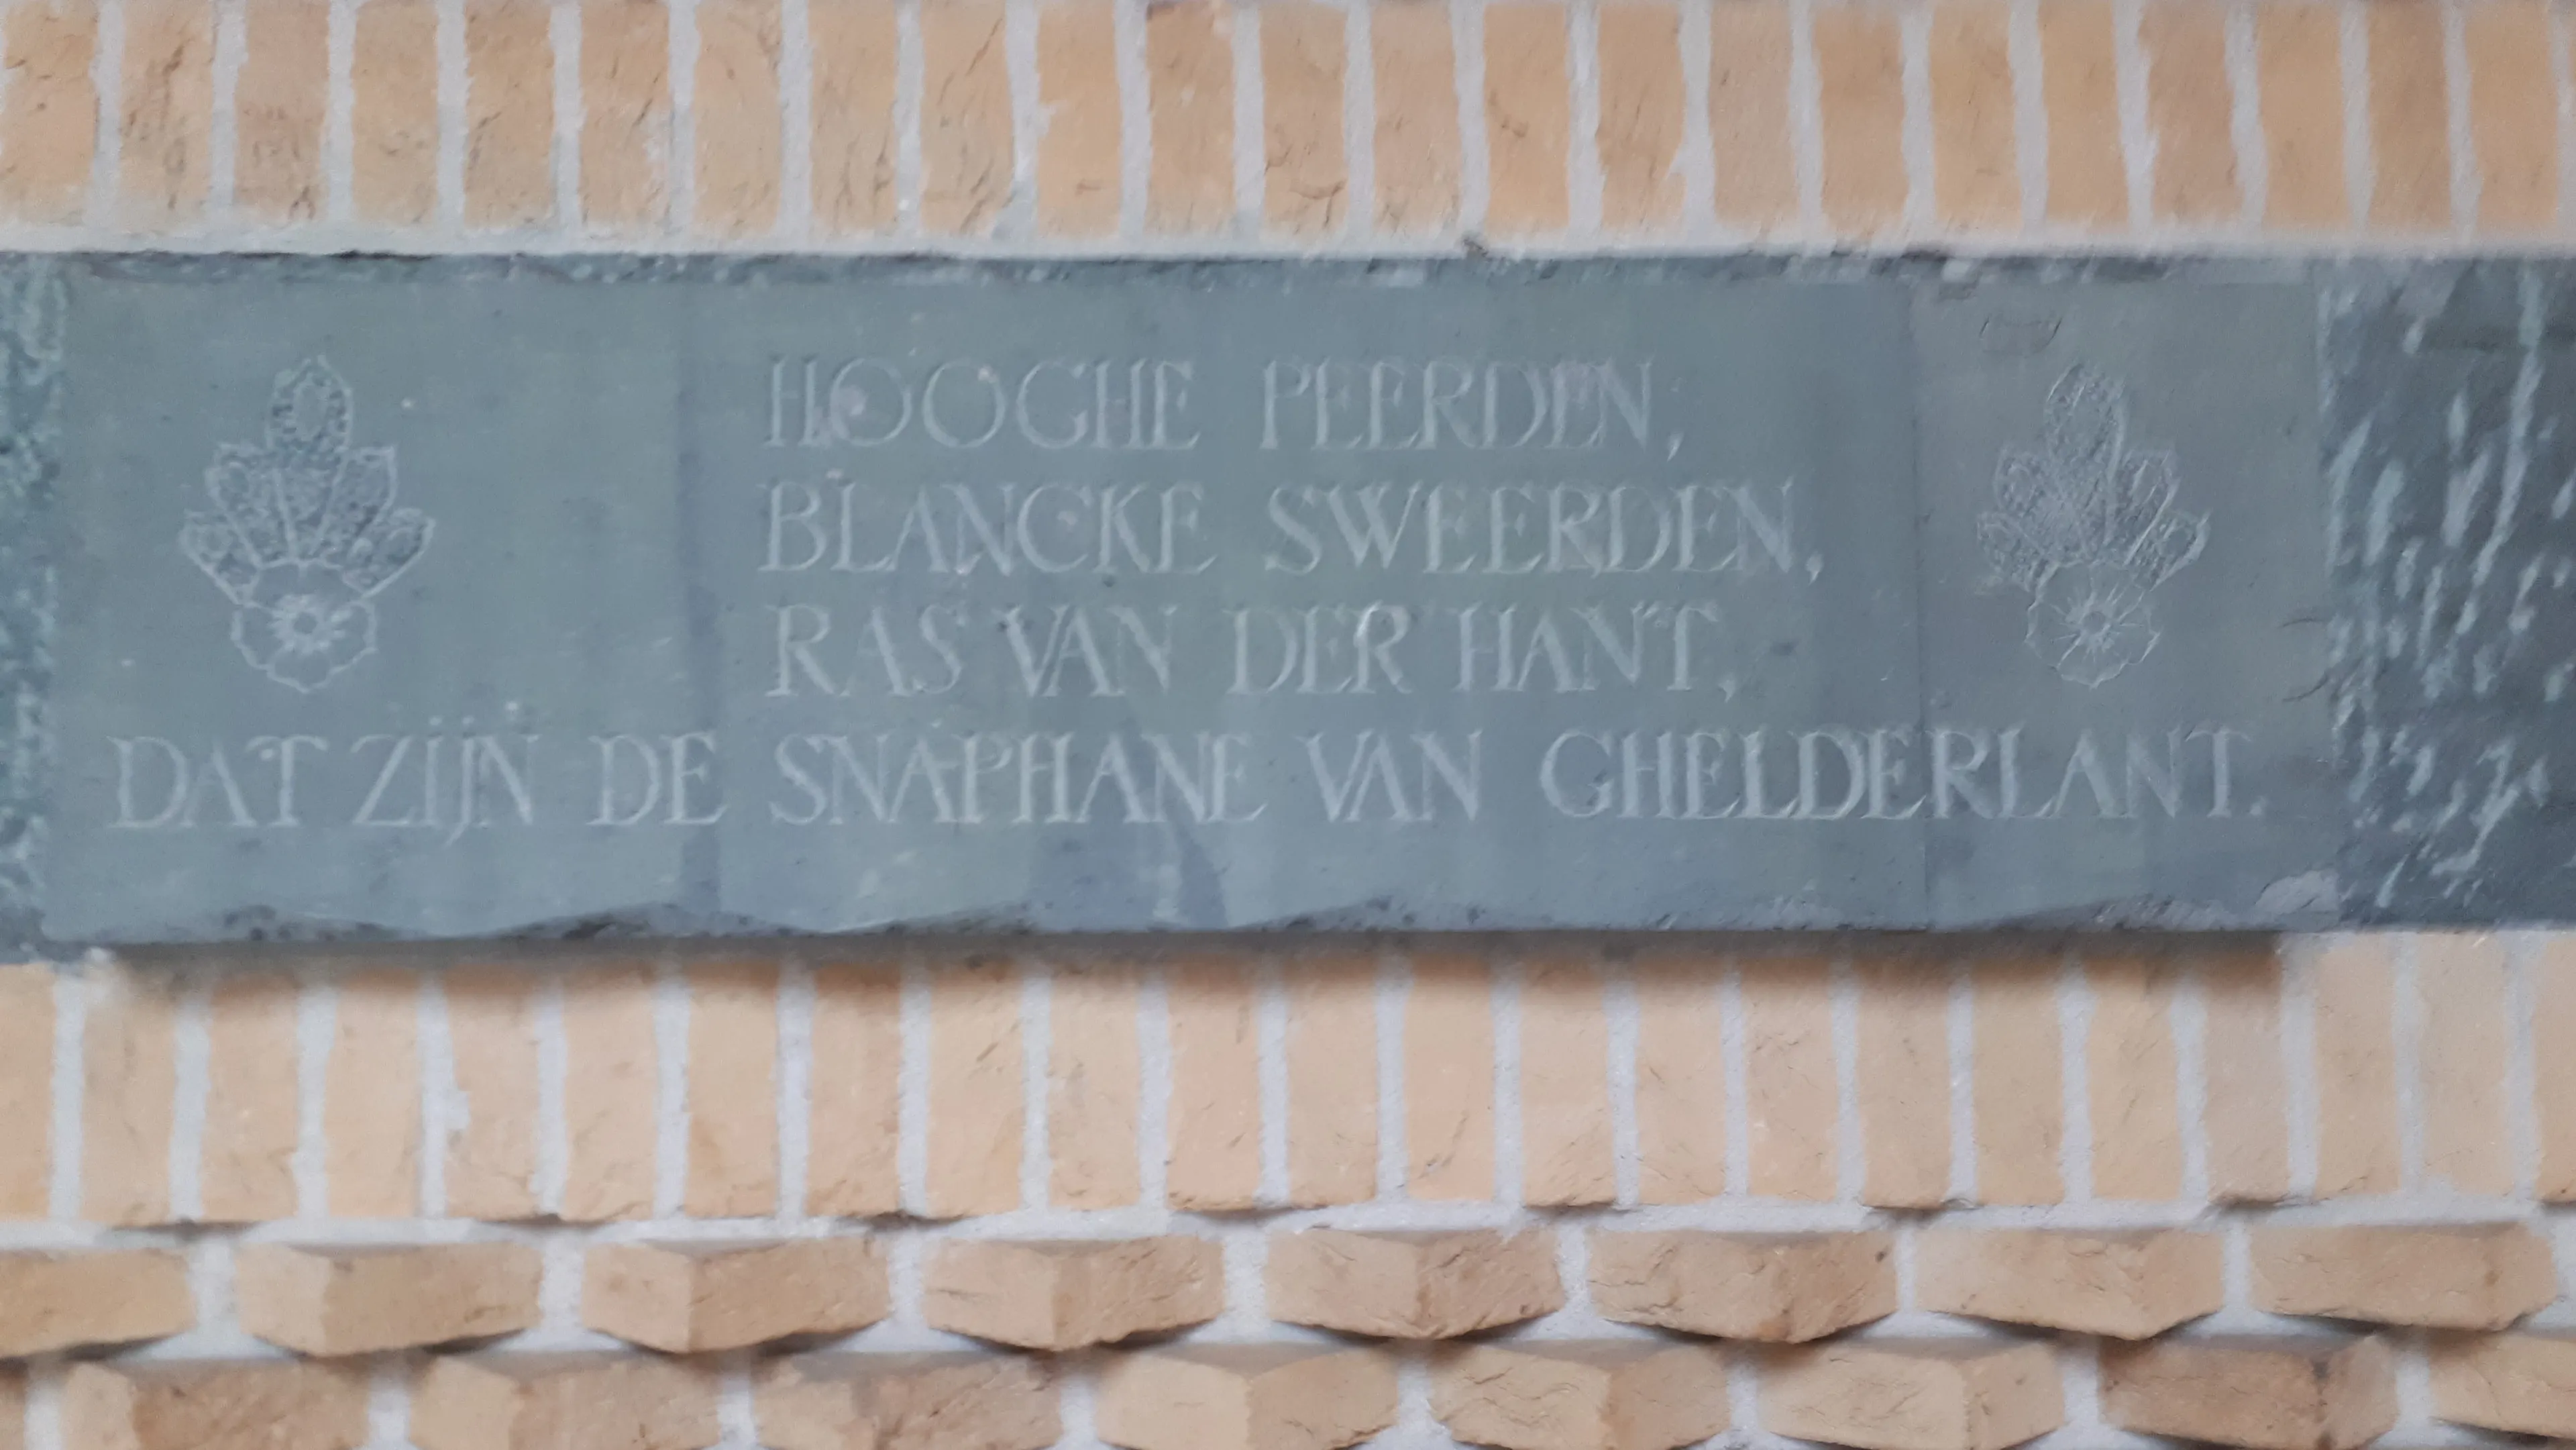 HOOGHE PEERDEN,
BLANCKE SWEERDEN,
RAS VAN DER HANT,
DAT ZIJN DE SNAPHANE VAN GHELDERLANT.